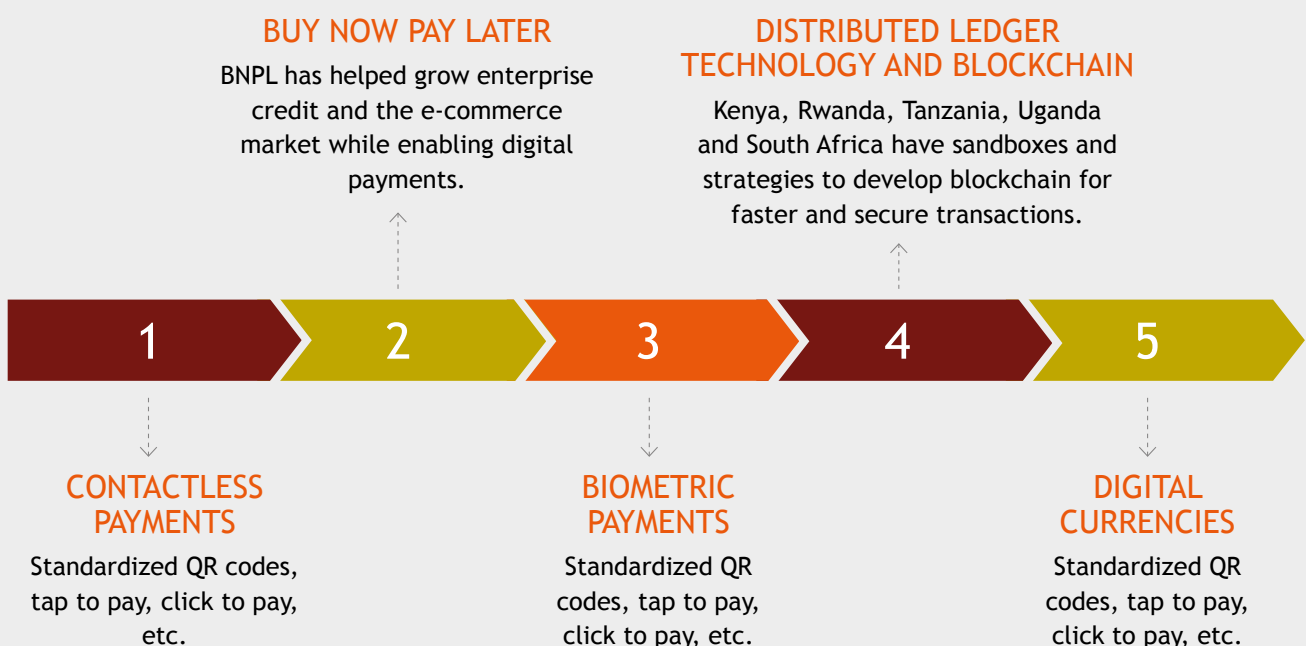 BUY NOW PAY LATER
BNPL has helped grow enterprise
credit and the e-commerce
market while enabling digital
payments.
DISTRIBUTED LEDGER
TECHNOLOGY AND BLOCKCHAIN
Kenya, Rwanda, Tanzania, Uganda
and South Africa have sandboxes and
strategies to develop blockchain for
faster and secure transactions.
1
2
3
4
5
CONTACTLESS
PAYMENTS
Standardized QR codes,
tap to pay, click to pay,
etc.
BIOMETRIC
PAYMENTS
Standardized QR
codes, tap to pay,
click to pay, etc.
DIGITAL
CURRENCIES
Standardized QR
codes, tap to pay,
click to pay, etc.